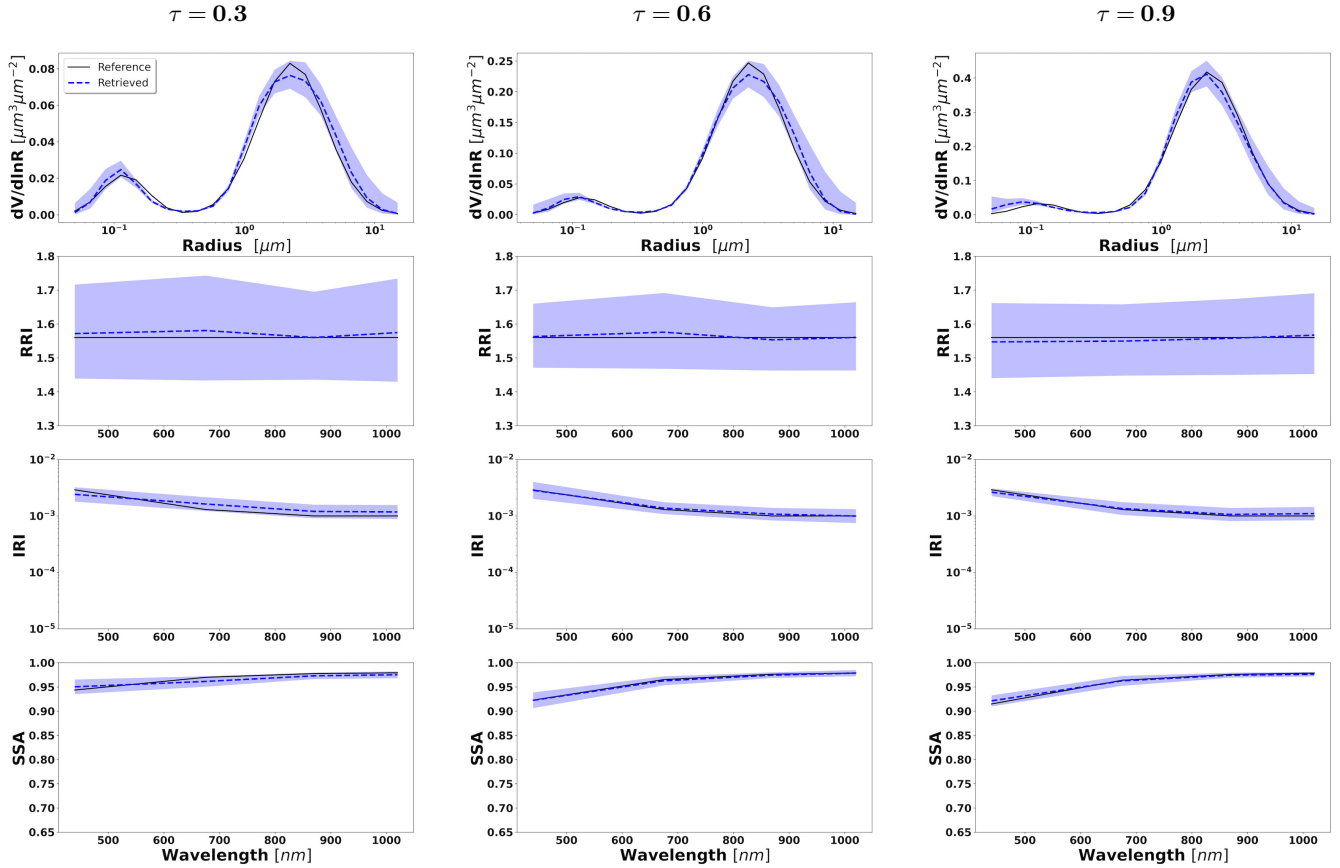 τ = 0.3
τ = 0.6
τ = 0.9
Reference
Retrieved
dV/dlnR [μm³μm⁻²]
0.08
0.06
0.04
0.02
0.00
10⁻¹
10⁰
10¹
Radius [μm]
dV/dlnR [μm³μm⁻²]
0.25
0.20
0.15
0.10
0.05
0.00
10⁻¹
10⁰
10¹
Radius [μm]
dV/dlnR [μm³μm⁻²]
0.4
0.3
0.2
0.1
0.0
10⁻¹
10⁰
10¹
Radius [μm]
RRI
1.8
1.7
1.6
1.5
1.4
1.3
500 600 700 800 900 1000
RRI
1.8
1.7
1.6
1.5
1.4
1.3
500 600 700 800 900 1000
RRI
1.8
1.7
1.6
1.5
1.4
1.3
500 600 700 800 900 1000
IRI
10⁻²
10⁻³
10⁻⁴
10⁻⁵
500 600 700 800 900 1000
IRI
10⁻²
10⁻³
10⁻⁴
10⁻⁵
500 600 700 800 900 1000
IRI
10⁻²
10⁻³
10⁻⁴
10⁻⁵
500 600 700 800 900 1000
SSA
1.00
0.95
0.90
0.85
0.80
0.75
0.70
0.65
500 600 700 800 900 1000
Wavelength [nm]
SSA
1.00
0.95
0.90
0.85
0.80
0.75
0.70
0.65
500 600 700 800 900 1000
Wavelength [nm]
SSA
1.00
0.95
0.90
0.85
0.80
0.75
0.70
0.65
500 600 700 800 900 1000
Wavelength [nm]